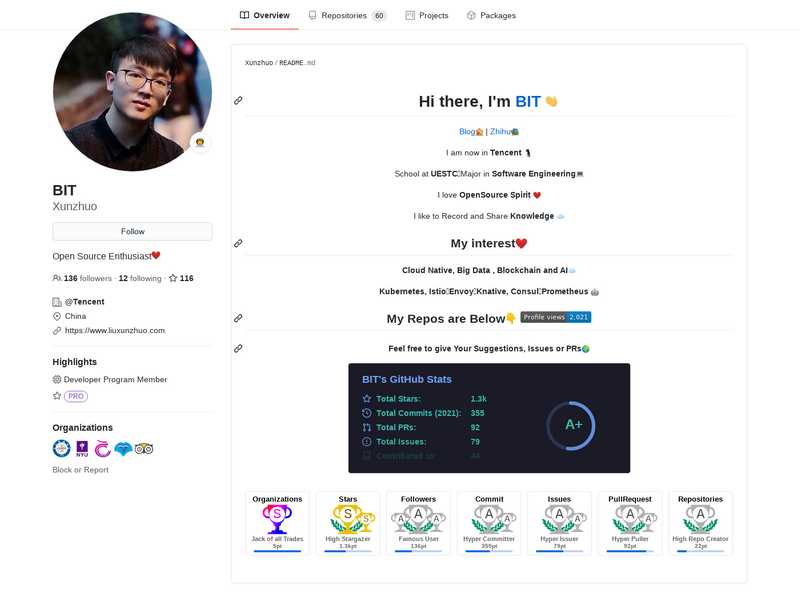 Overview
Repositories 60
Projects
Packages
BIT
Xunzhuo
Follow
Open Source Enthusiast❤️
136 followers · 12 following · 116
@Tencent
China
https://www.liuxunzhuo.com
Highlights
Developer Program Member
PRO
Organizations
NYU
Block or Report
Xunzhuo / README.md
Hi there, I'm BIT 👋
Blog🏠 | Zhihu
I am now in Tencent 🐧
School at UESTC Major in Software Engineering💻
I love OpenSource Spirit ❤️
I like to Record and Share Knowledge
My interest❤️
Cloud Native, Big Data , Blockchain and AI
Kubernetes, Istio Envoy Knative, Consul Prometheus 🤖
My Repos are Below👇 Profile views 2,021
Feel free to give Your Suggestions, Issues or PRs🌍
BIT's GitHub Stats
Total Stars: 1.3k
Total Commits (2021): 355
Total PRs: 92
Total Issues: 79
Contributed to: 44
A+
Organizations
S
Jack of all Trades
5pt
Stars
S S
High Stargazer
1.3kpt
Followers
A A A
Famous User
136pt
Commit
A A A
Hyper Committer
355pt
Issues
A A
Hyper Issuer
79pt
PullRequest
A A A
Hyper Puller
92pt
Repositories
A
High Repo Creator
22pt